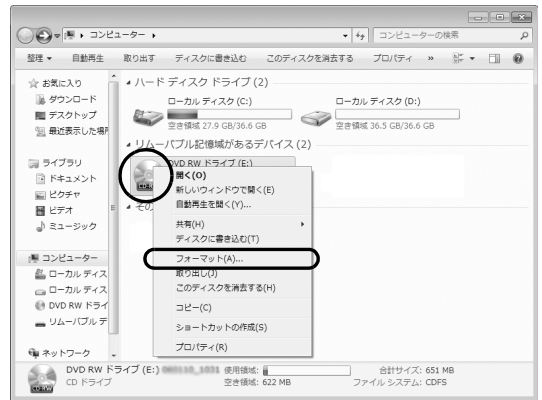 コンピューター
コンピューターの検索
整理 自動再生 取り出す ディスクに書き込む このディスクを消去する プロパティ »
お気に入り
ダウンロード
デスクトップ
最近表示した場所
ライブラリ
ドキュメント
ピクチャ
ビデオ
ミュージック
コンピューター
ローカル ディス
ローカル ディス
DVD RW ドライ
リムーバブル デ
ネットワーク
ハード ディスク ドライブ (2)
ローカル ディスク (C:)
空き領域 27.9 GB/36.6 GB
ローカル ディスク (D:)
空き領域 36.5 GB/36.6 GB
リムーバブル記憶域があるデバイス (2)
DVD RW ドライブ (E:)
CD-R
その
開く(O)
新しいウィンドウで開く(E)
自動再生を開く(Y)...
共有(H)
ディスクに書き込む(T)
フォーマット(A)...
取り出し(J)
このディスクを消去する(H)
コピー(C)
ショートカットの作成(S)
プロパティ(R)
DVD RW ドライブ (E:) 使用領域: 合計サイズ: 651 MB
CD ドライブ 空き領域: 622 MB ファイル システム: CDFS
CD-RW